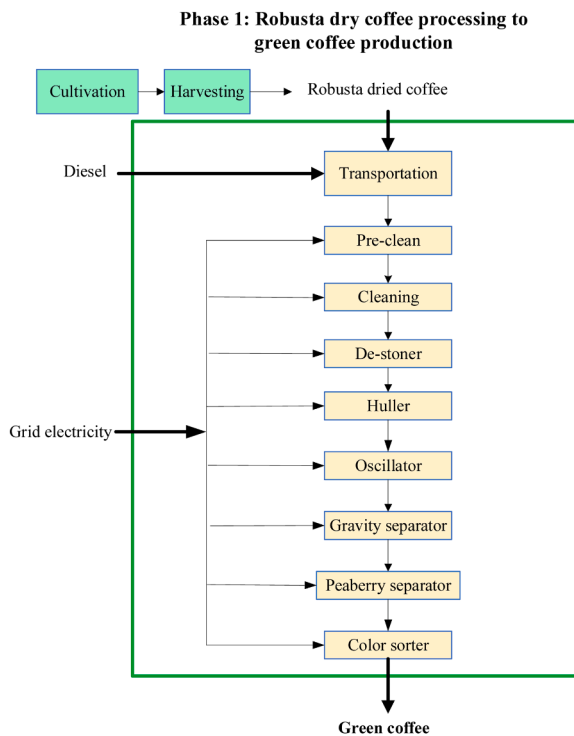 Phase 1: Robusta dry coffee processing to
green coffee production
Cultivation
Harvesting
Robusta dried coffee
Diesel
Transportation
Pre-clean
Cleaning
De-stoner
Huller
Grid electricity
Oscillator
Gravity separator
Peaberry separator
Color sorter
Green coffee